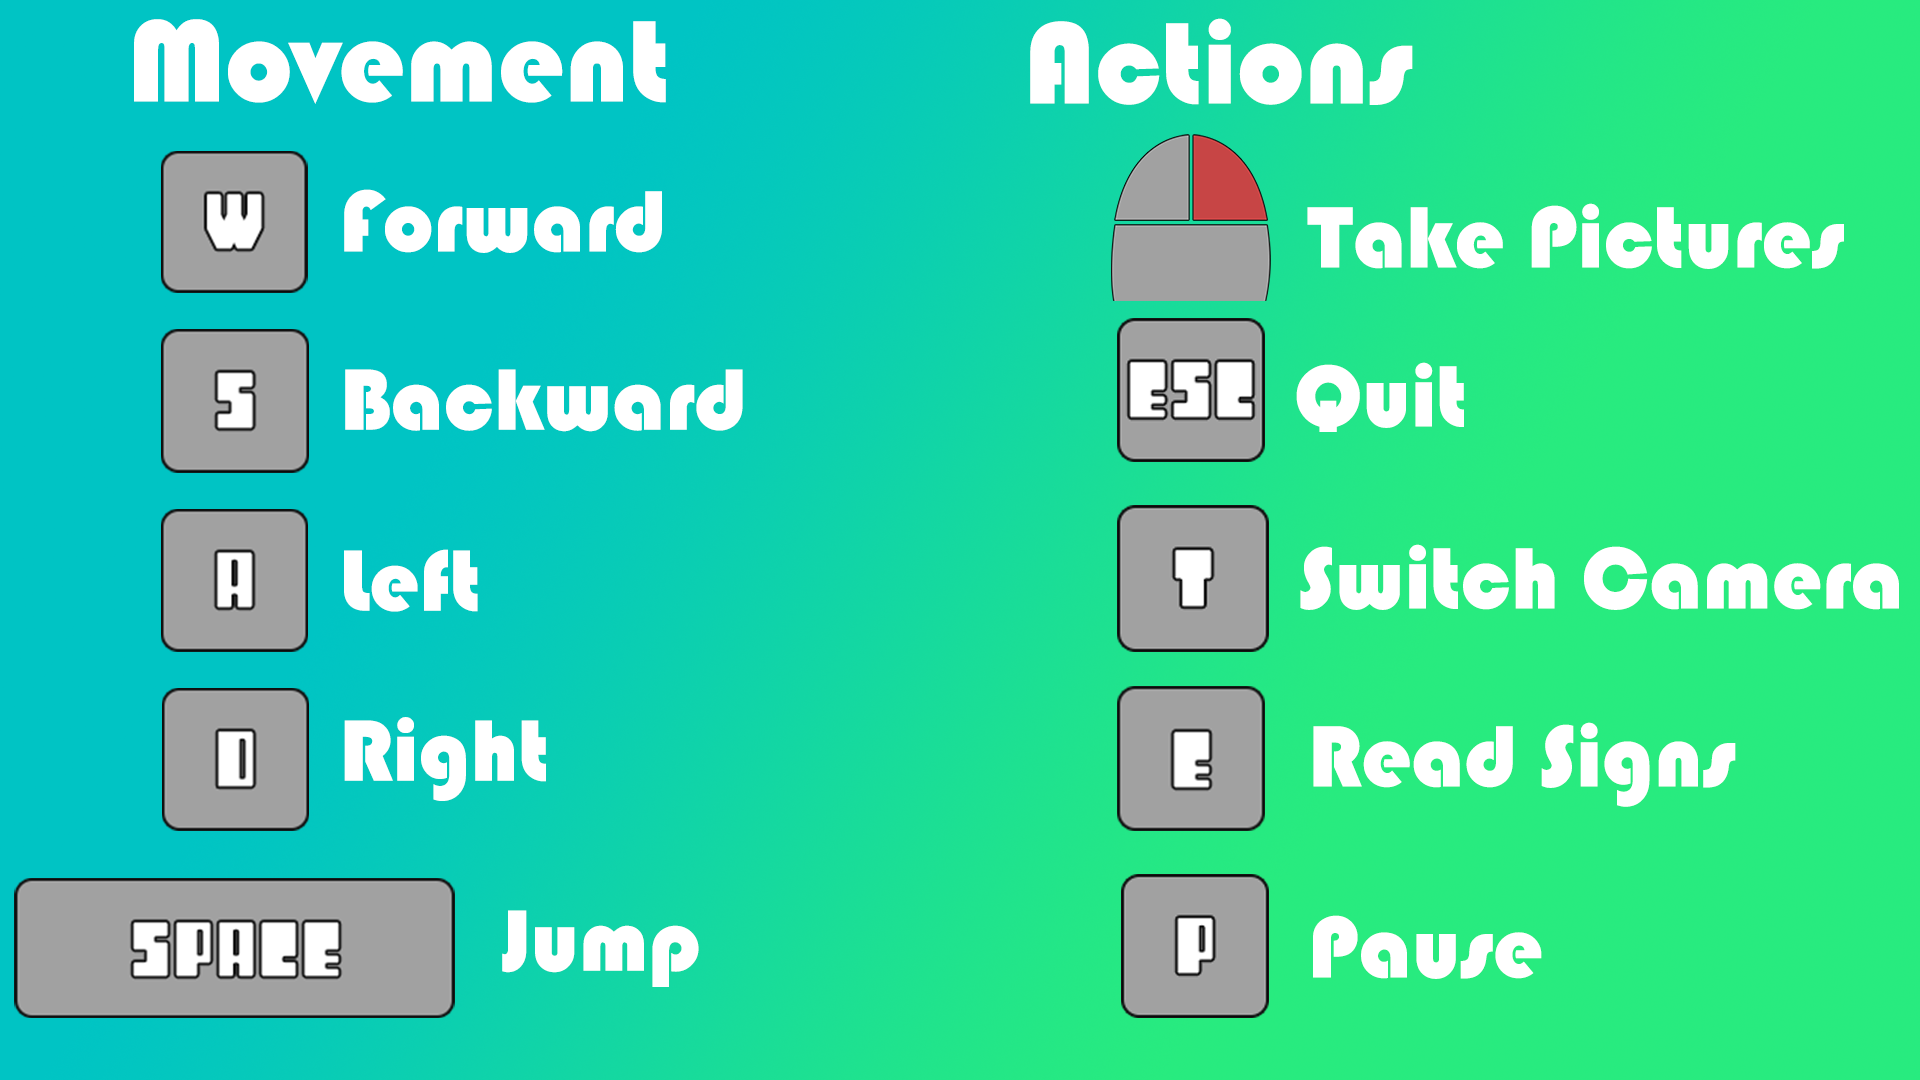 Movement
W Forward
S Backward
A Left
D Right
SPACE Jump
Actions
Take Pictures
ESC Quit
T Switch Camera
E Read Signs
P Pause